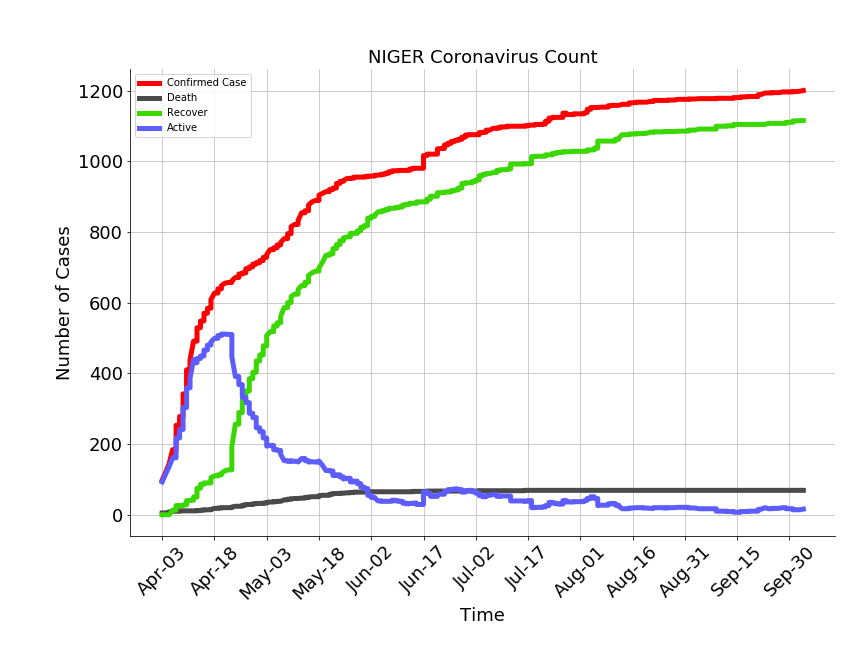 NIGER Coronavirus Count
Confirmed Case
Death
Recover
Active
Number of Cases
1200
1000
800
600
400
200
0
Apr-03
Apr-18
May-03
May-18
Jun-02
Jun-17
Jul-02
Jul-17
Aug-01
Aug-16
Aug-31
Sep-15
Sep-30
Time